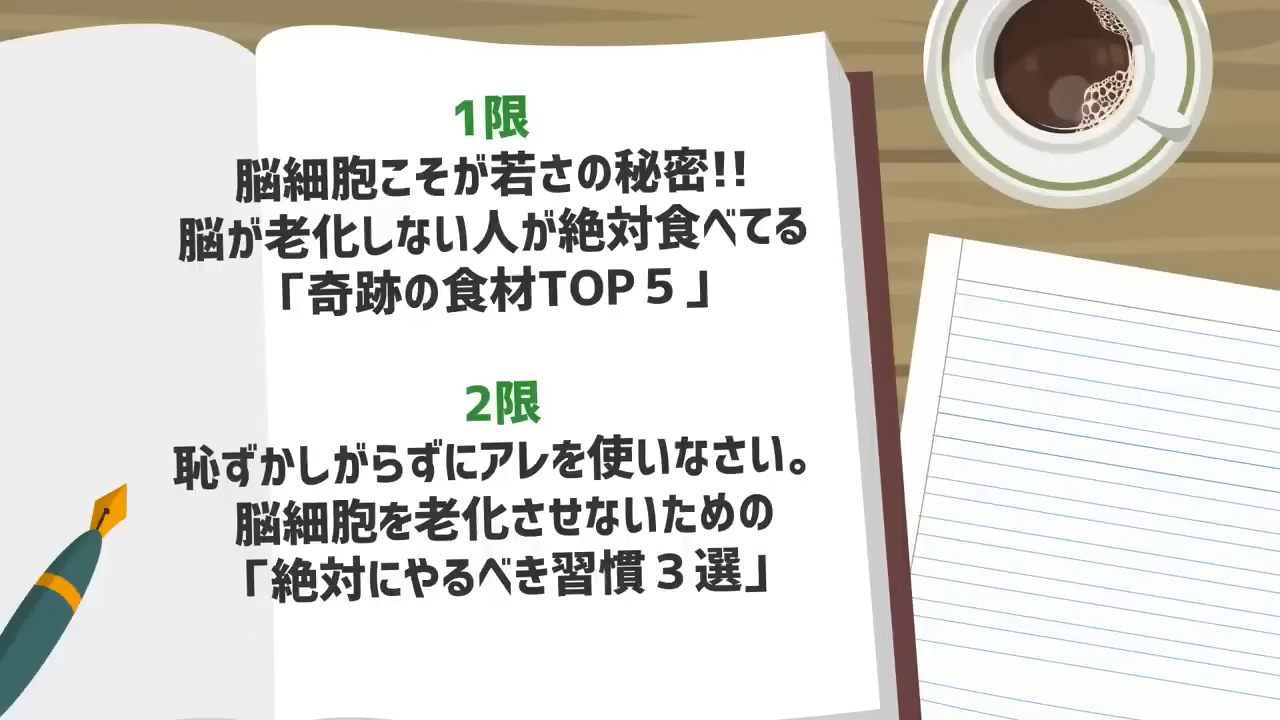 1限
脳細胞こそが若さの秘密!!
脳が老化しない人が絶対食べてる
「奇跡の食材TOP５」
2限
恥ずかしがらずにアレを使いなさい。
脳細胞を老化させないための
「絶対にやるべき習慣３選」